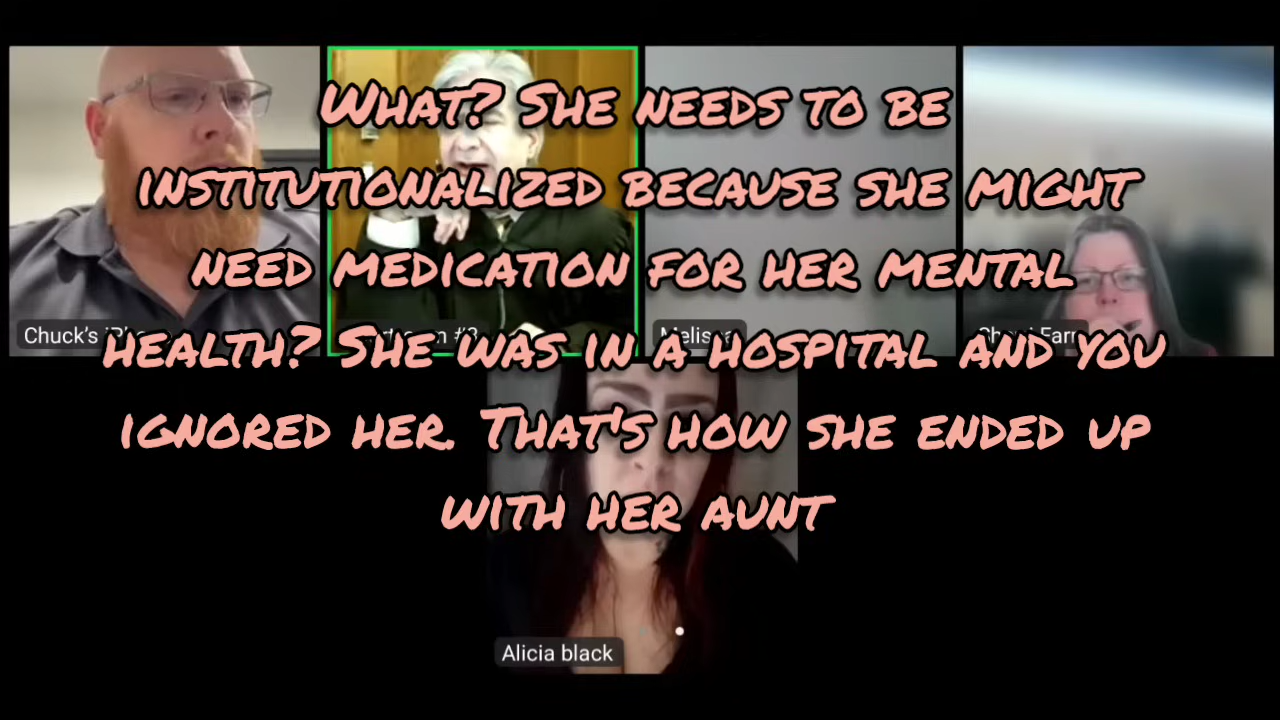 What? She needs to be
institutionalized because she might
need medication for her mental
health? She was in a hospital and you
ignored her. That's how she ended up
with her aunt
Chuck's
Alicia black